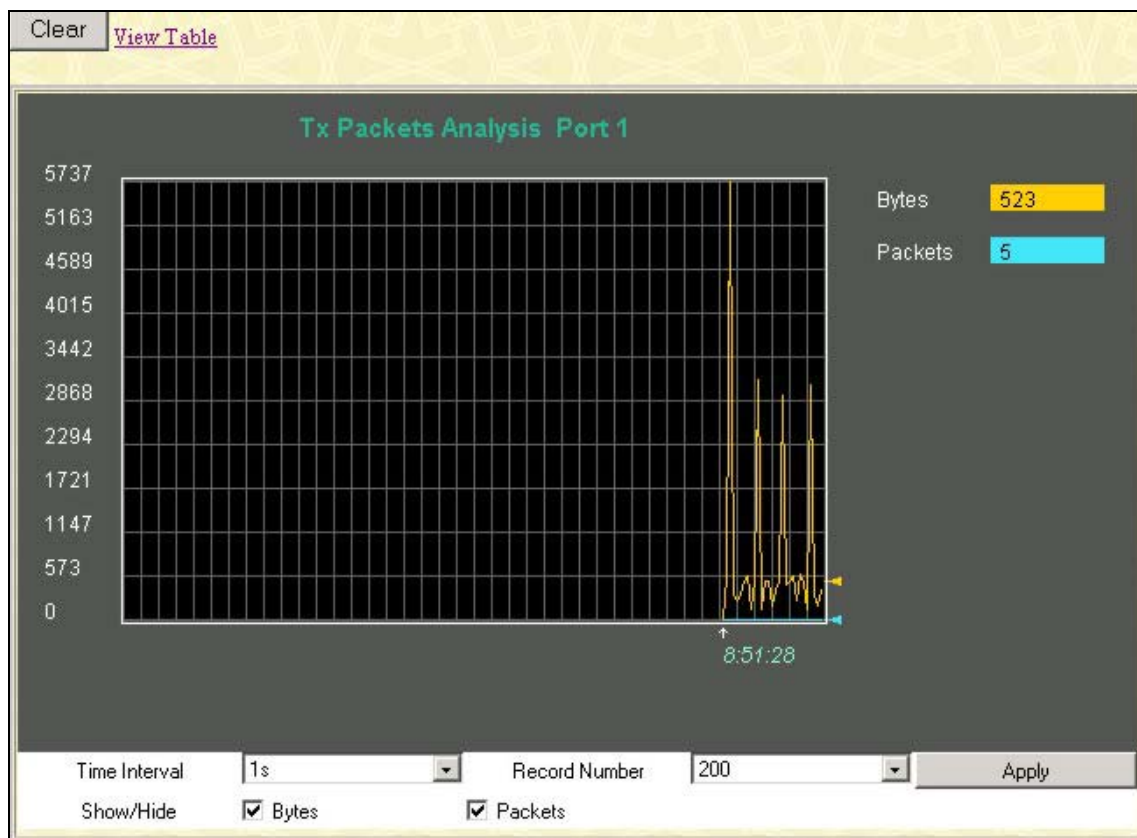 Clear View Table
Tx Packets Analysis Port 1
5737
5163
4589
4015
3442
2868
2294
1721
1147
573
0
Bytes 523
Packets 5
8:51:28
Time Interval 1s Record Number 200 Apply
Show/Hide Bytes Packets